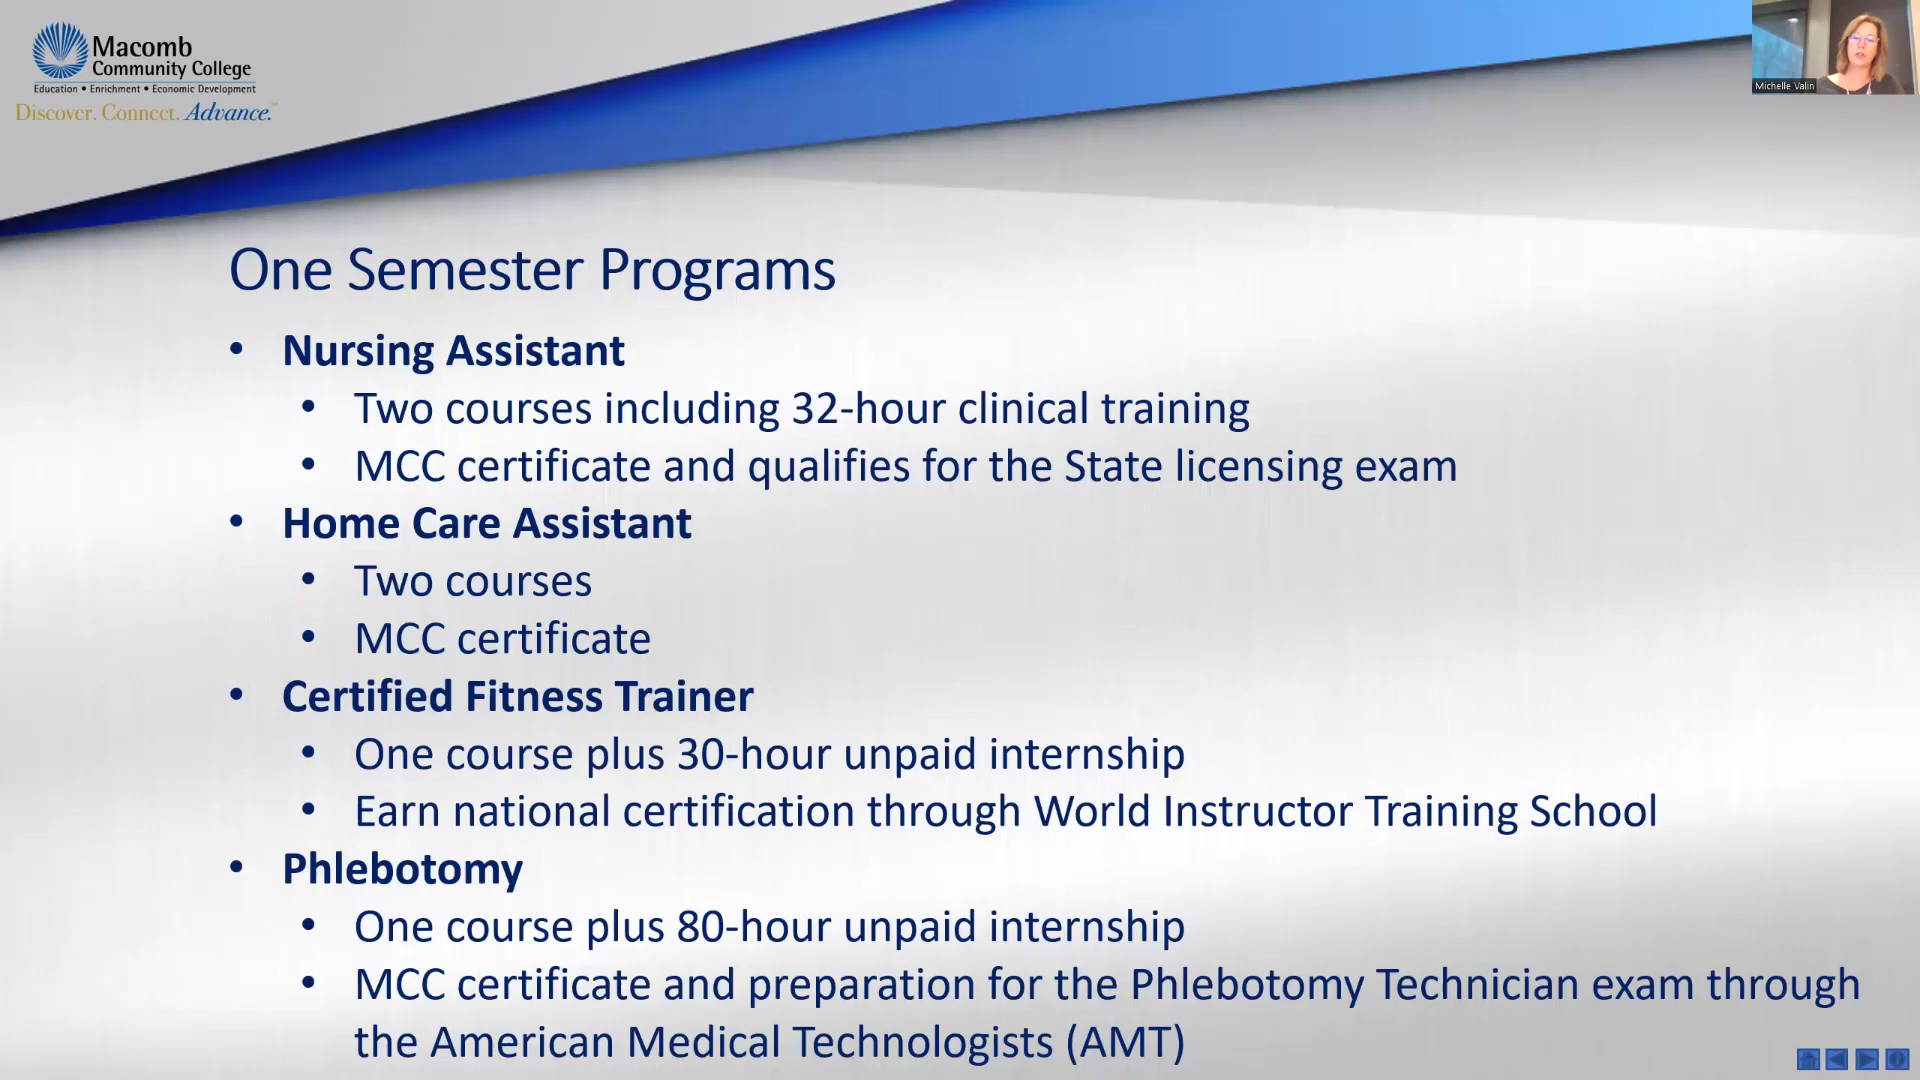 Macomb
Community College
Education • Enrichment • Economic Development
Discover. Connect. Advance.
Michelle Valin
One Semester Programs
• Nursing Assistant
• Two courses including 32-hour clinical training
• MCC certificate and qualifies for the State licensing exam
• Home Care Assistant
• Two courses
• MCC certificate
• Certified Fitness Trainer
• One course plus 30-hour unpaid internship
• Earn national certification through World Instructor Training School
• Phlebotomy
• One course plus 80-hour unpaid internship
• MCC certificate and preparation for the Phlebotomy Technician exam through
the American Medical Technologists (AMT)